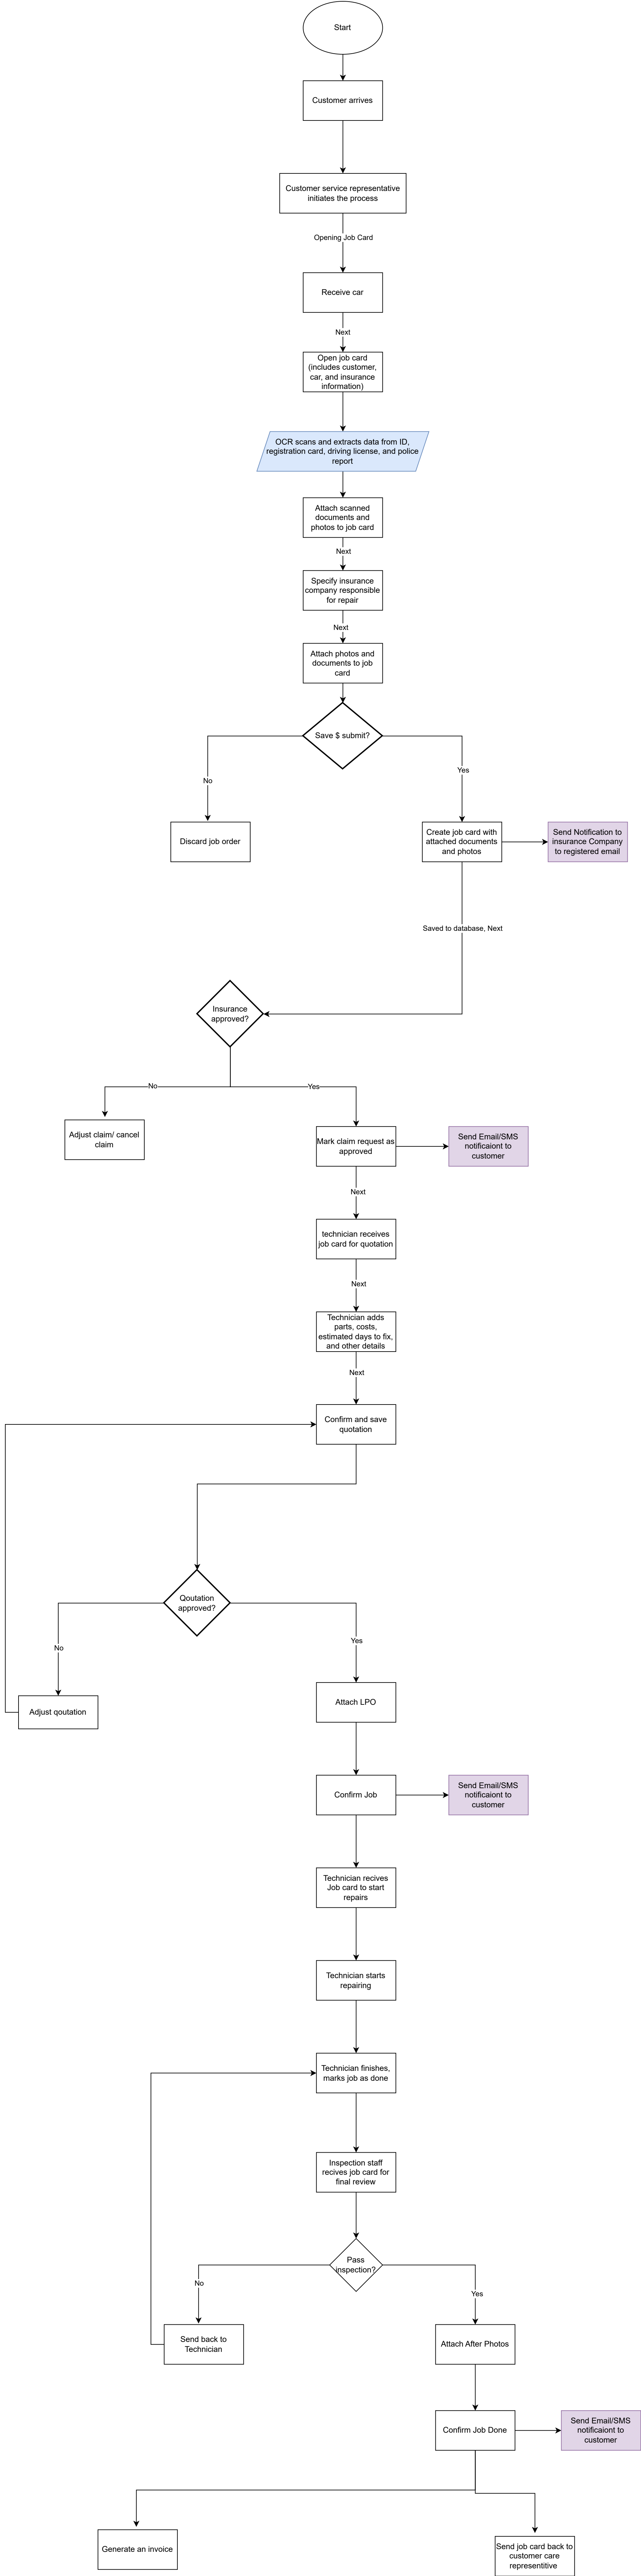 Start
Customer arrives
Customer service representative
initiates the process
Opening Job Card
Receive car
Next
Open job card
(includes customer,
car, and insurance
information)
OCR scans and extracts data from ID,
registration card, driving license, and police
report
Attach scanned
documents and
photos to job card
Next
Specify insurance
company responsible
for repair
Next
Attach photos and
documents to job
card
Save $ submit?
No
Yes
Discard job order
Create job card with
attached documents
and photos
Send Notification to
insurance Company
to registered email
Saved to database, Next
Insurance
approved?
No
Yes
Adjust claim/ cancel
claim
Mark claim request as
approved
Send Email/SMS
notificaiont to
customer
Next
technician receives
job card for quotation
Next
Technician adds
parts, costs,
estimated days to fix,
and other details
Next
Confirm and save
quotation
Qoutation
approved?
No
Yes
Adjust qoutation
Attach LPO
Confirm Job
Send Email/SMS
notificaiont to
customer
Technician recives
Job card to start
repairs
Technician starts
repairing
Technician finishes,
marks job as done
Inspection staff
recives job card for
final review
Pass
inspection?
No
Yes
Send back to
Technician
Attach After Photos
Confirm Job Done
Send Email/SMS
notificaiont to
customer
Generate an invoice
Send job card back to
customer care
representitive